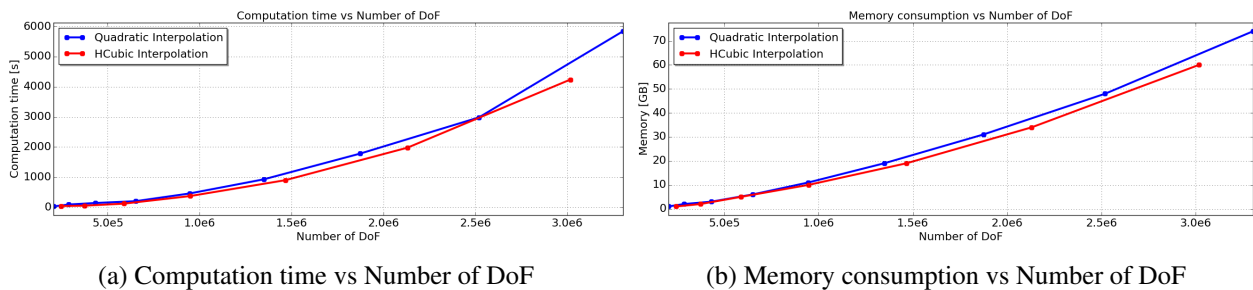 Computation time vs Number of DoF
Quadratic Interpolation
HCubic Interpolation
Computation time [s]
6000
5000
4000
3000
2000
1000
0
5.0e5 1.0e6 1.5e6 2.0e6 2.5e6 3.0e6
Number of DoF
(a) Computation time vs Number of DoF
Memory consumption vs Number of DoF
Quadratic Interpolation
HCubic Interpolation
Memory [GB]
70
60
50
40
30
20
10
0
5.0e5 1.0e6 1.5e6 2.0e6 2.5e6 3.0e6
Number of DoF
(b) Memory consumption vs Number of DoF